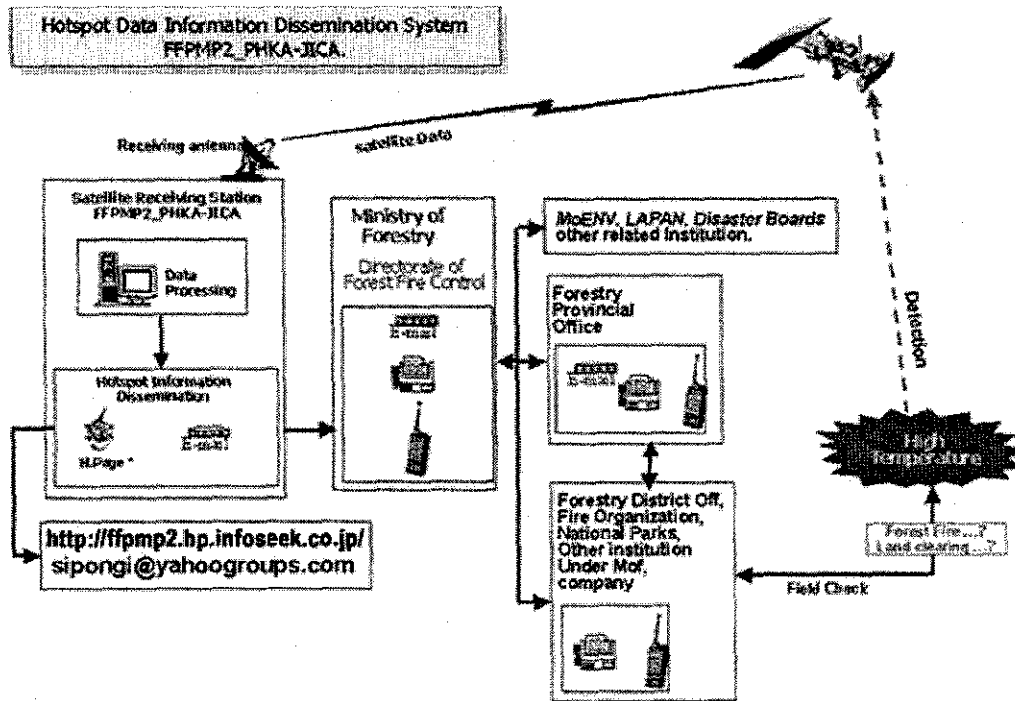 Hotspot Data Information Dissemination System
FFPMP2_PHKA-JICA.
Receiving antenna
satellite Data
Satellite Receiving Station
FFPMP2_PHKA-JICA
Data
Processing
Hotspot Information
Dissemination
H.Page *
E-mail
http://ffpmp2.hp.infoseek.co.jp/
sipongi@yahoogroups.com
Ministry of
Forestry
Directorate of
Forest Fire Control
E-mail
MoENV, LAPAN, Disaster Boards
other related Institution.
Forestry
Provincial
Office
E-mail
Forestry District Off,
Fire Organization,
National Parks,
Other Institution
Under Mof,
company
Detection
High
Temperature
Forest Fire ...?
Land clearing ...?
Field Check